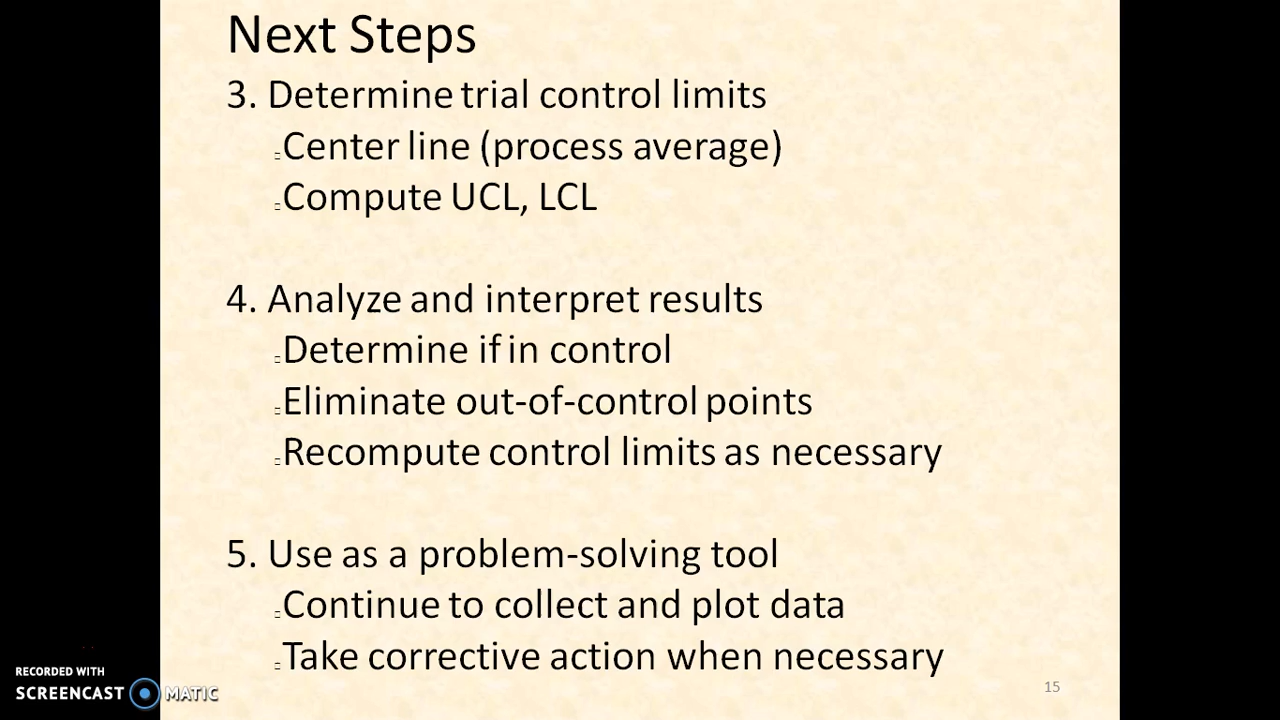 Next Steps
3. Determine trial control limits
Center line (process average)
Compute UCL, LCL
4. Analyze and interpret results
Determine if in control
Eliminate out-of-control points
Recompute control limits as necessary
5. Use as a problem-solving tool
Continue to collect and plot data
Take corrective action when necessary
15
RECORDED WITH
SCREENCAST MATIC